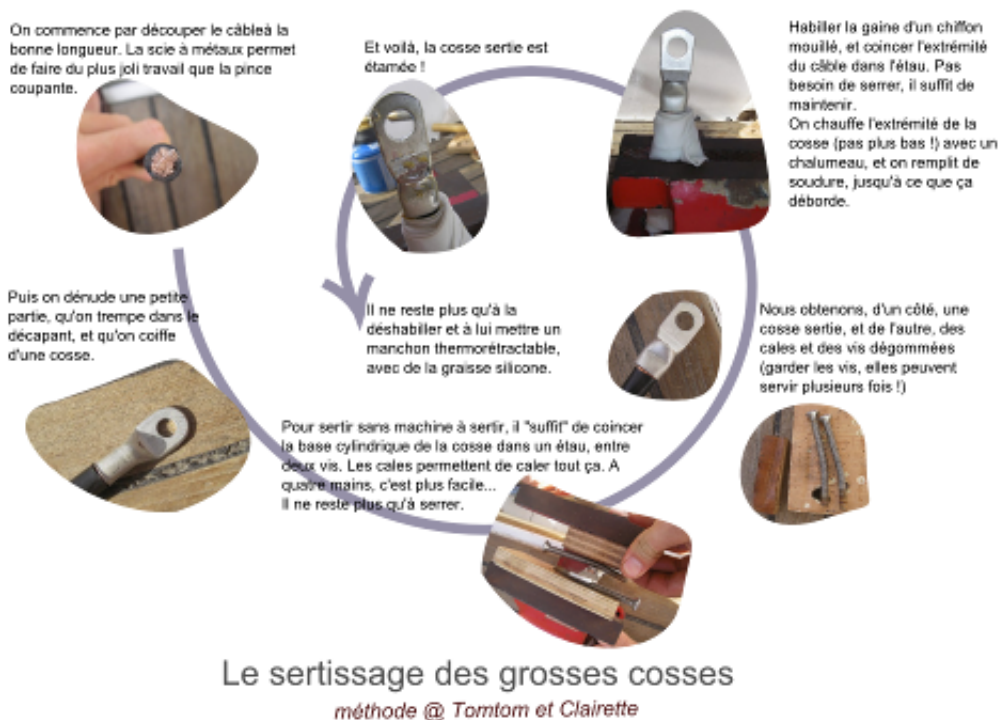 On commence par découper le câbleà la
bonne longueur. La scie à métaux permet
de faire du plus joli travail que la pince
coupante.
Puis on dénude une petite
partie, qu'on trempe dans le
décapant, et qu'on coiffe
d'une cosse.
Pour sertir sans machine à sertir, il "suffit" de coincer
la base cylindrique de la cosse dans un étau, entre
deux vis. Les cales permettent de caler tout ça. A
quatre mains, c'est plus facile...
Il ne reste plus qu'à serrer.
Nous obtenons, d'un côté, une
cosse sertie, et de l'autre, des
cales et des vis dégommées
(garder les vis, elles peuvent
servir plusieurs fois !)
Habiller la gaine d'un chiffon
mouillé, et coincer l'extrémité
du câble dans l'étau. Pas
besoin de serrer, il suffit de
maintenir.
On chauffe l'extrémité de la
cosse (pas plus bas !) avec un
chalumeau, et on remplit de
soudure, jusqu'à ce que ça
déborde.
Et voilà, la cosse sertie est
étamée !
Il ne reste plus qu'à la
déshabiller et à lui mettre un
manchon thermorétractable,
avec de la graisse silicone.
Le sertissage des grosses cosses
méthode @ Tomtom et Clairette